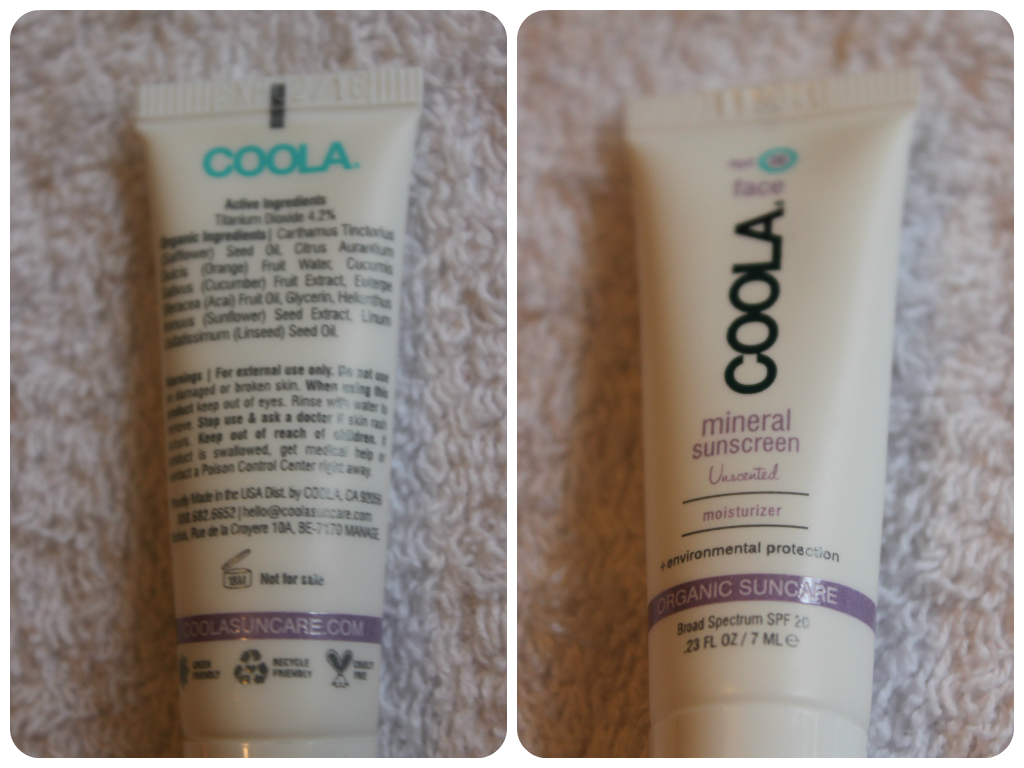 COOLA.
Active Ingredients
Titanium Dioxide 4.2%
Organic Ingredients | Carthamus Tinctorius
(Safflower) Seed Oil, Citrus Aurantium
Dulcis (Orange) Fruit Water, Cucumis
Sativus (Cucumber) Fruit Extract, Euterpe
Oleracea (Acai) Fruit Oil, Glycerin, Helianthus
Annuus (Sunflower) Seed Extract, Linum
Usitatissimum (Linseed) Seed Oil.
Warnings | For external use only. Do not use
on damaged or broken skin. When using this
product keep out of eyes. Rinse with water to
remove. Stop use & ask a doctor if skin rash
occurs. Keep out of reach of children. If
product is swallowed, get medical help or
contact a Poison Control Center right away.
Made in the USA Dist. by COOLA, CA
hello@coolasuncare.com
Rue de la Croyere 10A, BE-7170 MANAGE
18M Not for sale
COOLASUNCARE.COM
GREEN
FRIENDLY
RECYCLE
FRIENDLY
CRUELTY
FREE
face
COOLA.
mineral
sunscreen
Unscented
moisturizer
+environmental protection
ORGANIC SUNCARE
Broad Spectrum SPF 20
.23 FL OZ / 7 ML ℮